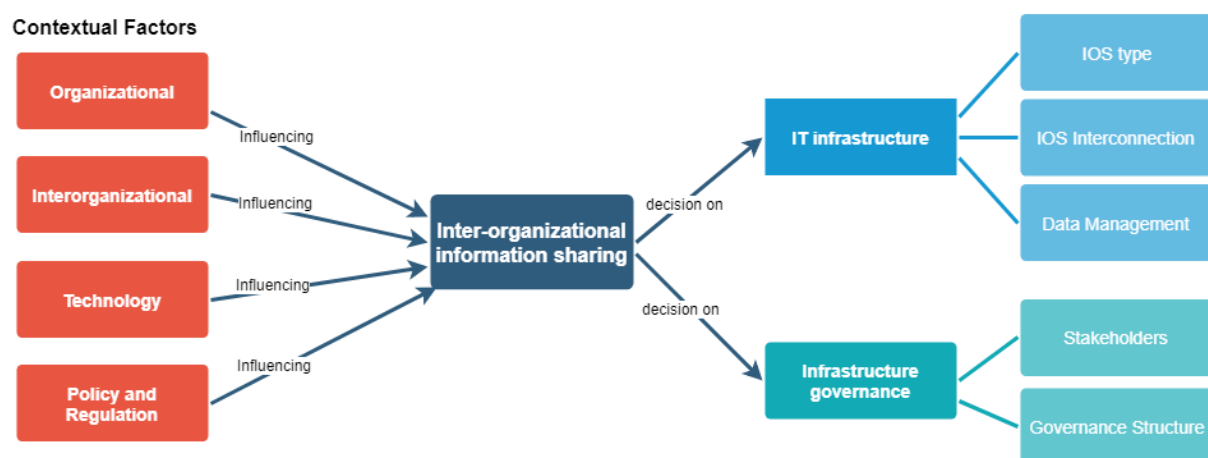 Contextual Factors
Organizational
Interorganizational
Technology
Policy and
Regulation
Influencing
Influencing
Influencing
Influencing
Inter-organizational
information sharing
decision on
decision on
IT infrastructure
Infrastructure
governance
IOS type
IOS Interconnection
Data Management
Stakeholders
Governance Structure